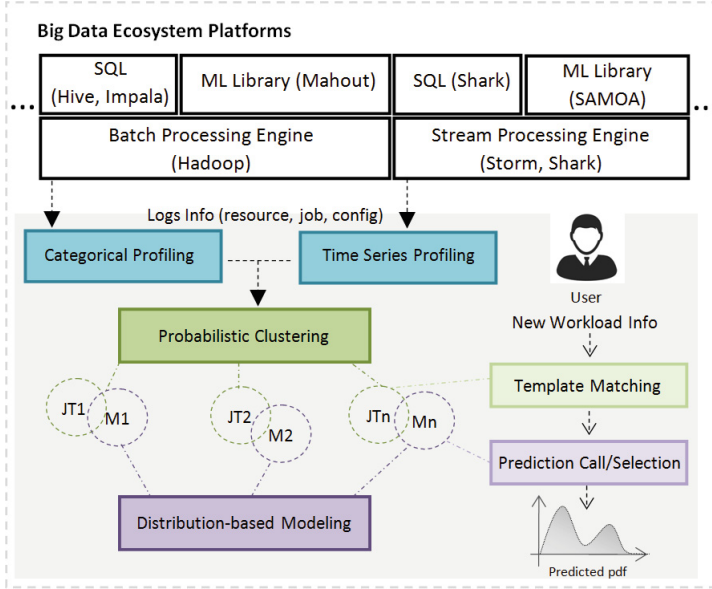 Big Data Ecosystem Platforms
SQL
(Hive, Impala)
ML Library (Mahout)
SQL (Shark)
ML Library
(SAMOA)
...
...
Batch Processing Engine
(Hadoop)
Stream Processing Engine
(Storm, Shark)
Logs Info (resource, job, config)
Categorical Profiling
Time Series Profiling
User
New Workload Info
Probabilistic Clustering
Template Matching
JT1
M1
JT2
M2
JTn
Mn
Prediction Call/Selection
Distribution-based Modeling
Predicted pdf